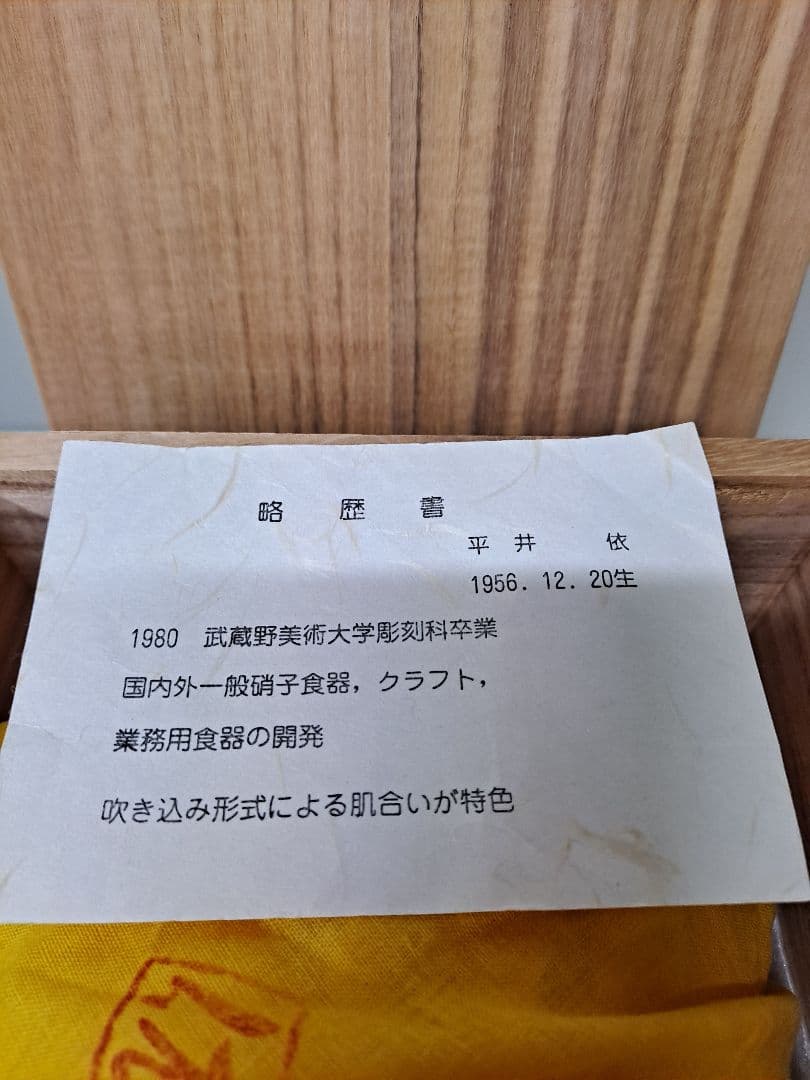 略 歴 書
平 井 依
1956. 12. 20生
1980 武蔵野美術大学彫刻科卒業
国内外一般硝子食器, クラフト,
業務用食器の開発
吹き込み形式による肌合いが特色